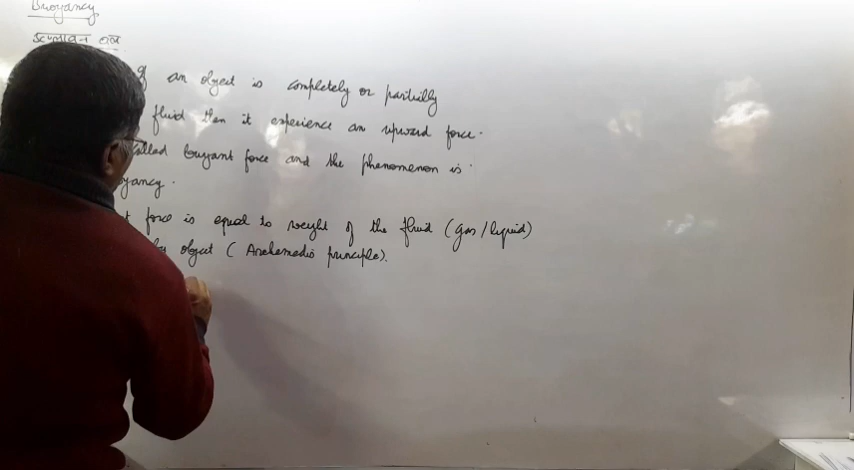 Buoyancy
उत्प्लावन बल
an object is completely or partially
fluid then it experience an upward force.
called buoyant force and the phenomenon is
yancy.
t force is equal to weight of the fluid (gas/liquid)
by object ( Archemedis principle).